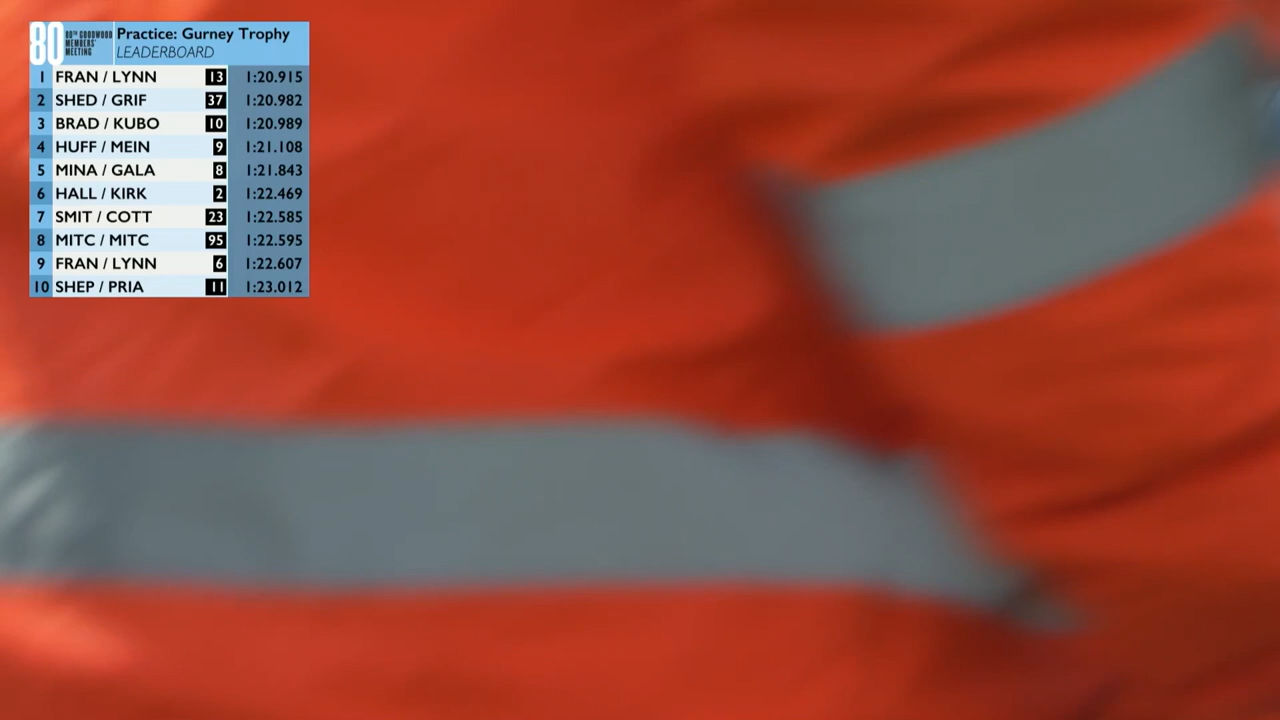 80
80TH GOODWOOD
MEMBERS'
MEETING
Practice: Gurney Trophy
LEADERBOARD
1 FRAN / LYNN 13 1:20.915
2 SHED / GRIF 37 1:20.982
3 BRAD / KUBO 10 1:20.989
4 HUFF / MEIN 9 1:21.108
5 MINA / GALA 8 1:21.843
6 HALL / KIRK 2 1:22.469
7 SMIT / COTT 23 1:22.585
8 MITC / MITC 95 1:22.595
9 FRAN / LYNN 6 1:22.607
10 SHEP / PRIA 11 1:23.012